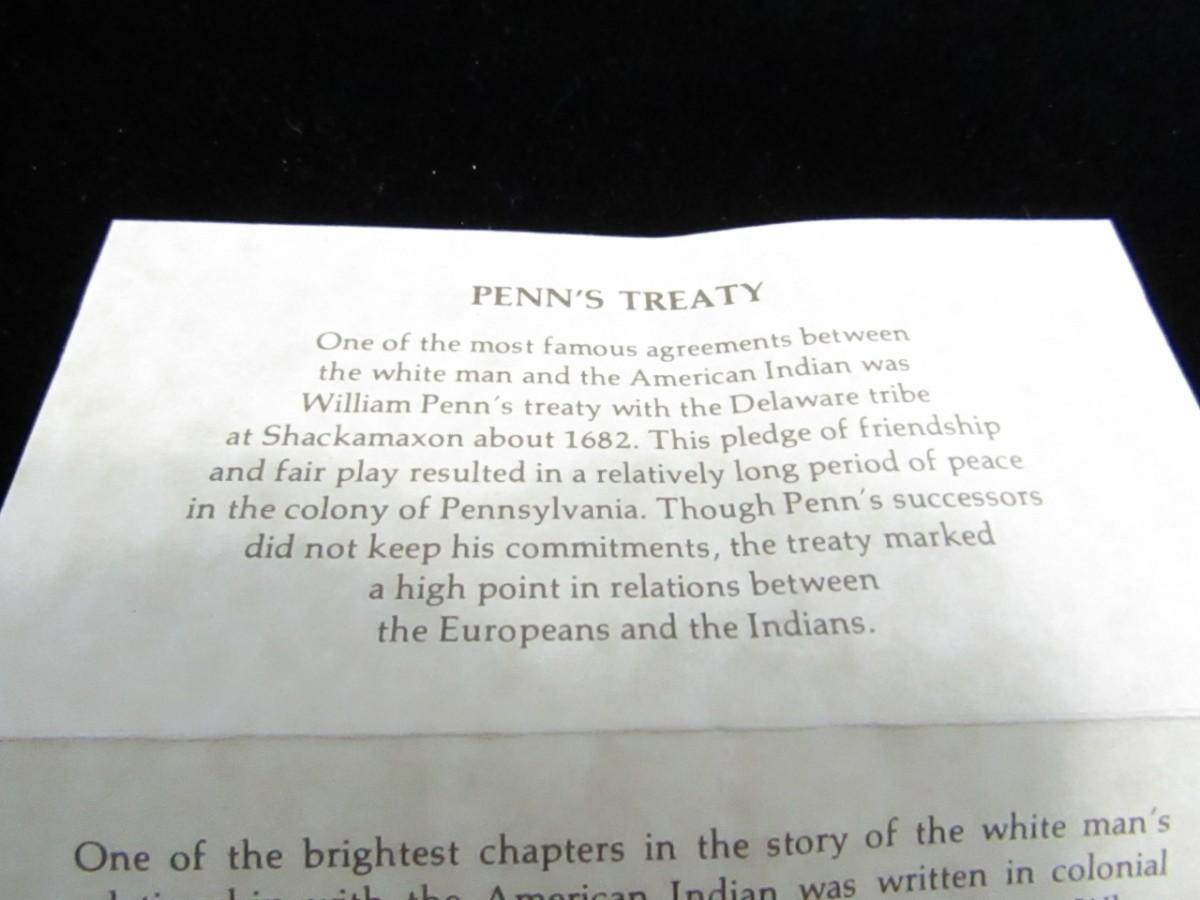 PENN'S TREATY
One of the most famous agreements between
the white man and the American Indian was
William Penn's treaty with the Delaware tribe
at Shackamaxon about 1682. This pledge of friendship
and fair play resulted in a relatively long period of peace
in the colony of Pennsylvania. Though Penn's successors
did not keep his commitments, the treaty marked
a high point in relations between
the Europeans and the Indians.
One of the brightest chapters in the story of the white man's
with the American Indian was written in colonial